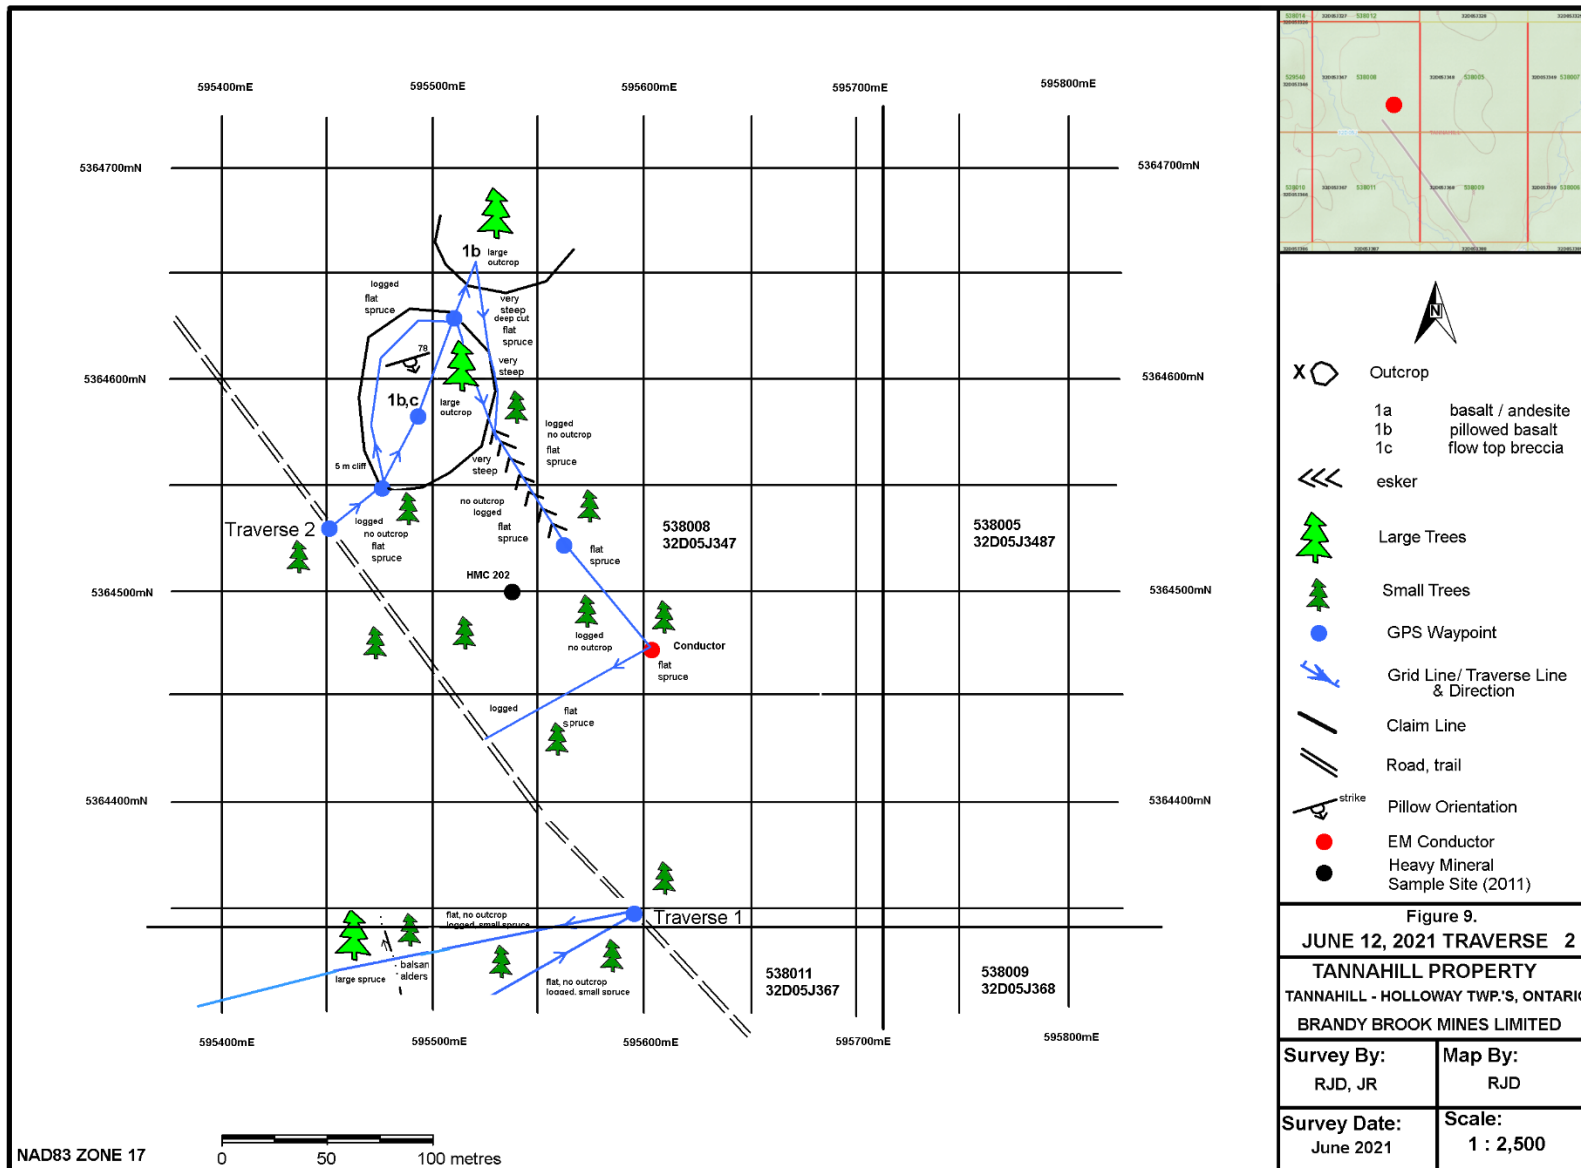 595400mE
595500mE
595600mE
595700mE
595800mE
5364700mN
5364700mN
1b
large
outcrop
logged
flat
spruce
very
steep
deep cut
flat
spruce
very
steep
78
5364600mN
5364600mN
1b,c
large
outcrop
logged
no outcrop
flat
spruce
5 m cliff
very
steep
no outcrop
logged
flat
spruce
Traverse 2
logged
no outcrop
flat
spruce
538008
32D05J347
538005
32D05J3487
flat
spruce
HMC 202
5364500mN
5364500mN
logged
no outcrop
Conductor
flat
spruce
logged
flat
spruce
5364400mN
5364400mN
flat, no outcrop
logged, small spruce
Traverse 1
large spruce
balsan
alders
flat, no outcrop
logged, small spruce
538011
32D05J367
538009
32D05J368
595400mE
595500mE
595600mE
595700mE
595800mE
NAD83 ZONE 17
0
50
100 metres
N
X
Outcrop
1a basalt / andesite
1b pillowed basalt
1c flow top breccia
esker
Large Trees
Small Trees
GPS Waypoint
Grid Line/ Traverse Line
& Direction
Claim Line
Road, trail
strike
Pillow Orientation
EM Conductor
Heavy Mineral
Sample Site (2011)
Figure 9.
JUNE 12, 2021 TRAVERSE 2
TANNAHILL PROPERTY
TANNAHILL - HOLLOWAY TWP.'S, ONTARIO
BRANDY BROOK MINES LIMITED
Survey By:
RJD, JR
Map By:
RJD
Survey Date:
June 2021
Scale:
1 : 2,500